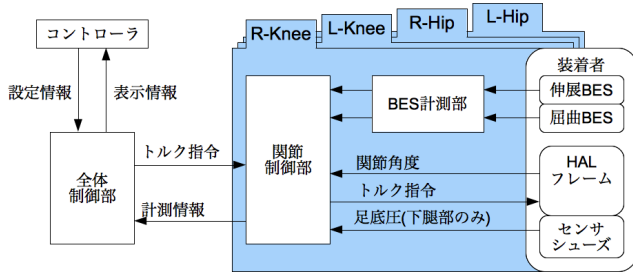 コントローラ
設定情報
表示情報
全体
制御部
トルク指令
計測情報
R-Knee
L-Knee
R-Hip
L-Hip
関節
制御部
BES計測部
関節角度
トルク指令
足底圧(下腿部のみ)
装着者
伸展BES
屈曲BES
HAL
フレーム
センサ
シューズ